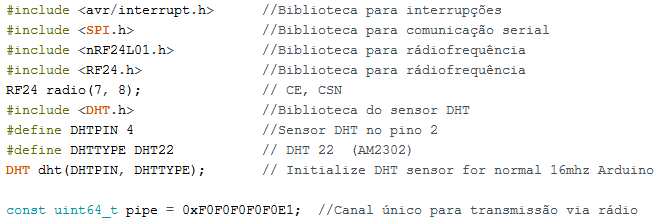 #include <avr/interrupt.h>      //Biblioteca para interrupções
#include <SPI.h>                //Biblioteca para comunicação serial
#include <nRF24L01.h>           //Biblioteca para rádiofrequência
#include <RF24.h>               //Biblioteca para rádiofrequência
RF24 radio(7, 8);               // CE, CSN
#include <DHT.h>                //Biblioteca do sensor DHT
#define DHTPIN 4                //Sensor DHT no pino 2
#define DHTTYPE DHT22           // DHT 22  (AM2302)
DHT dht(DHTPIN, DHTTYPE);       // Initialize DHT sensor for normal 16mhz Arduino
const uint64_t pipe = 0xF0F0F0F0E1;  //Canal único para transmissão via rádio